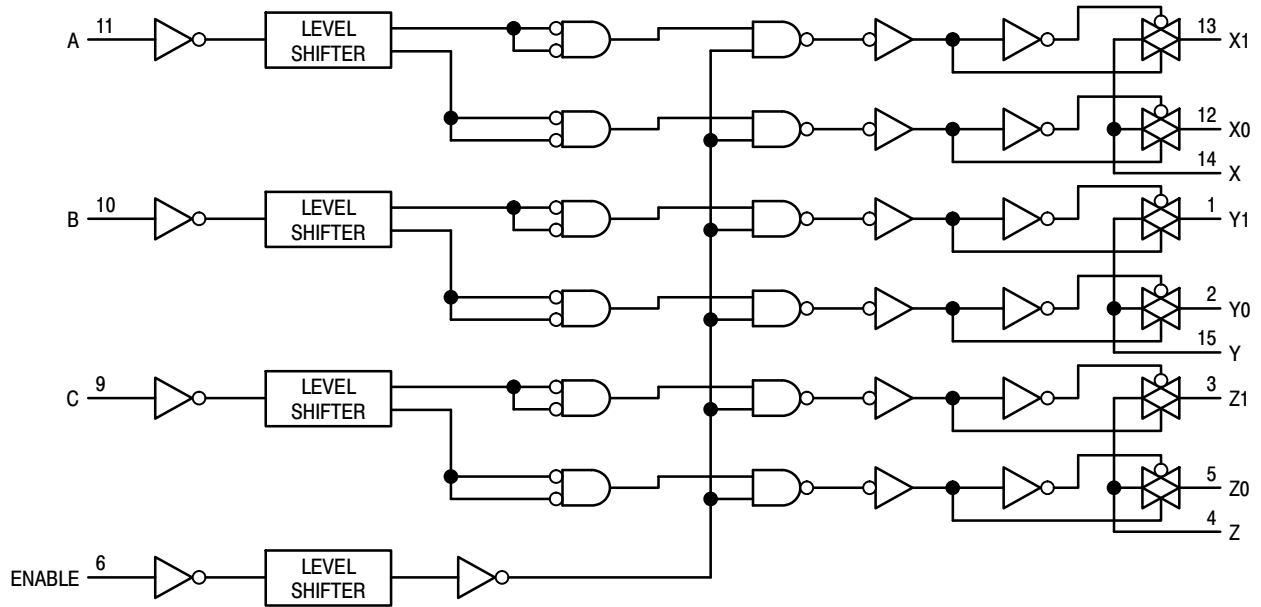 A 11 LEVEL SHIFTER 13 X1
12 X0
14 X
B 10 LEVEL SHIFTER 1 Y1
2 Y0
15 Y
C 9 LEVEL SHIFTER 3 Z1
5 Z0
4 Z
ENABLE 6 LEVEL SHIFTER